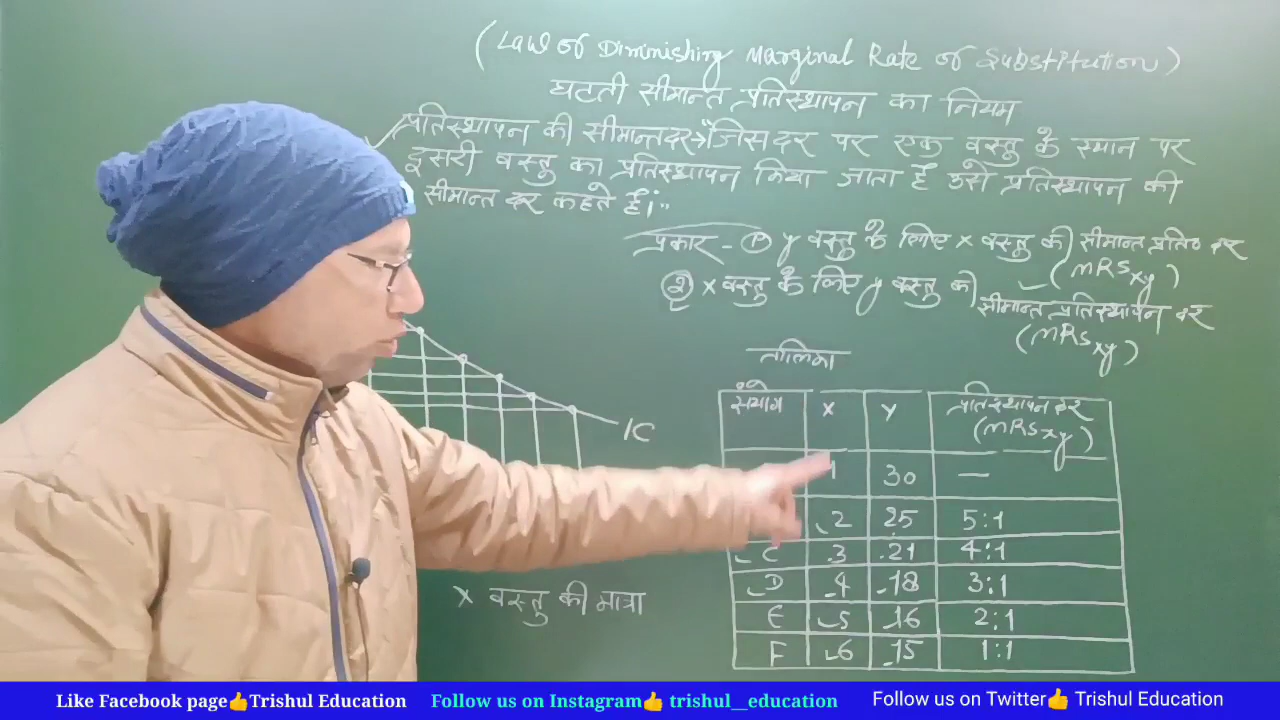 (Law of Diminishing Marginal Rate of Substitution)
घटती सीमान्त प्रतिस्थापन का नियम
प्रतिस्थापन की सीमान्त दर→"जिस दर पर एक वस्तु के स्थान पर
दूसरी वस्तु का प्रतिस्थापन किया जाता है उसे प्रतिस्थापन की
सीमान्त दर कहते हैं।"
प्रकार - ① y वस्तु के लिए x वस्तु की सीमान्त प्रति० दर
(MRSxy)
② x वस्तु के लिए y वस्तु की सीमान्त प्रतिस्थापन दर
(MRSxy)
तालिका
संयोग X Y प्रतिस्थापन दर (MRSxy)
1 30 —
2 25 5:1
C 3 21 4:1
D 4 18 3:1
E 5 16 2:1
F 6 15 1:1
IC
X वस्तु की मात्रा
Like Facebook page👍Trishul Education
Follow us on Instagram👍 trishul__education
Follow us on Twitter👍 Trishul Education